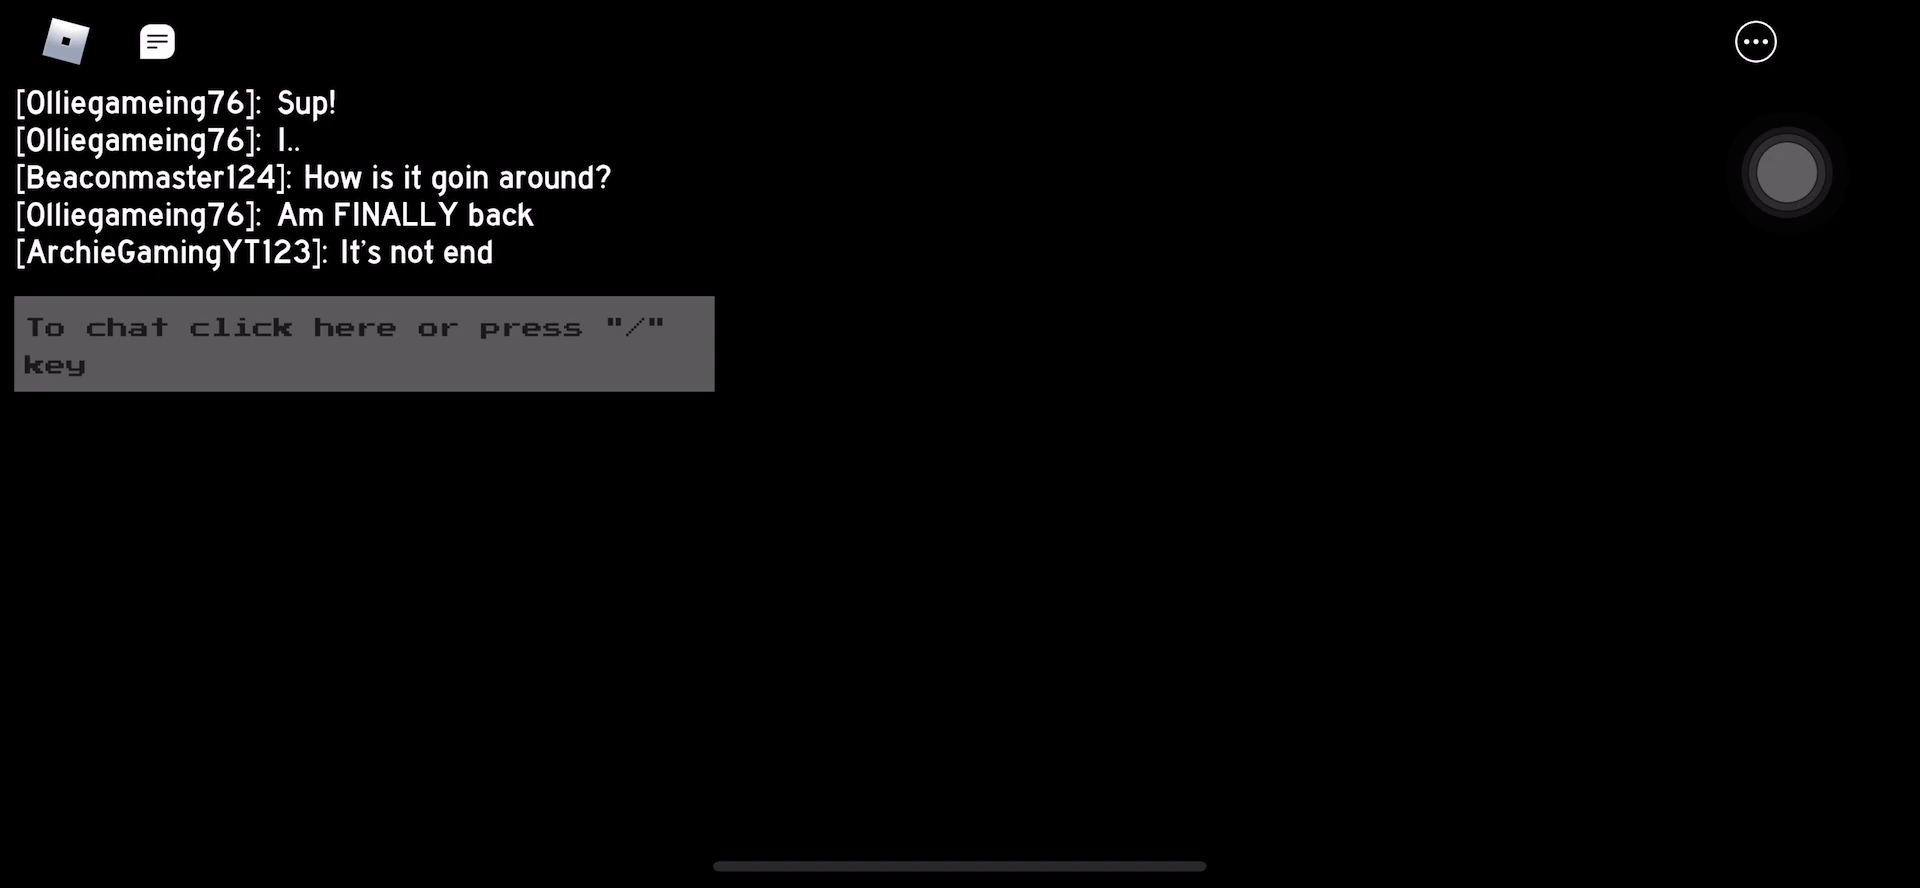 [Olliegameing76]: Sup!
[Olliegameing76]: I..
[Beaconmaster124]: How is it goin around?
[Olliegameing76]: Am FINALLY back
[ArchieGamingYT123]: It's not end
To chat click here or press "/"
key